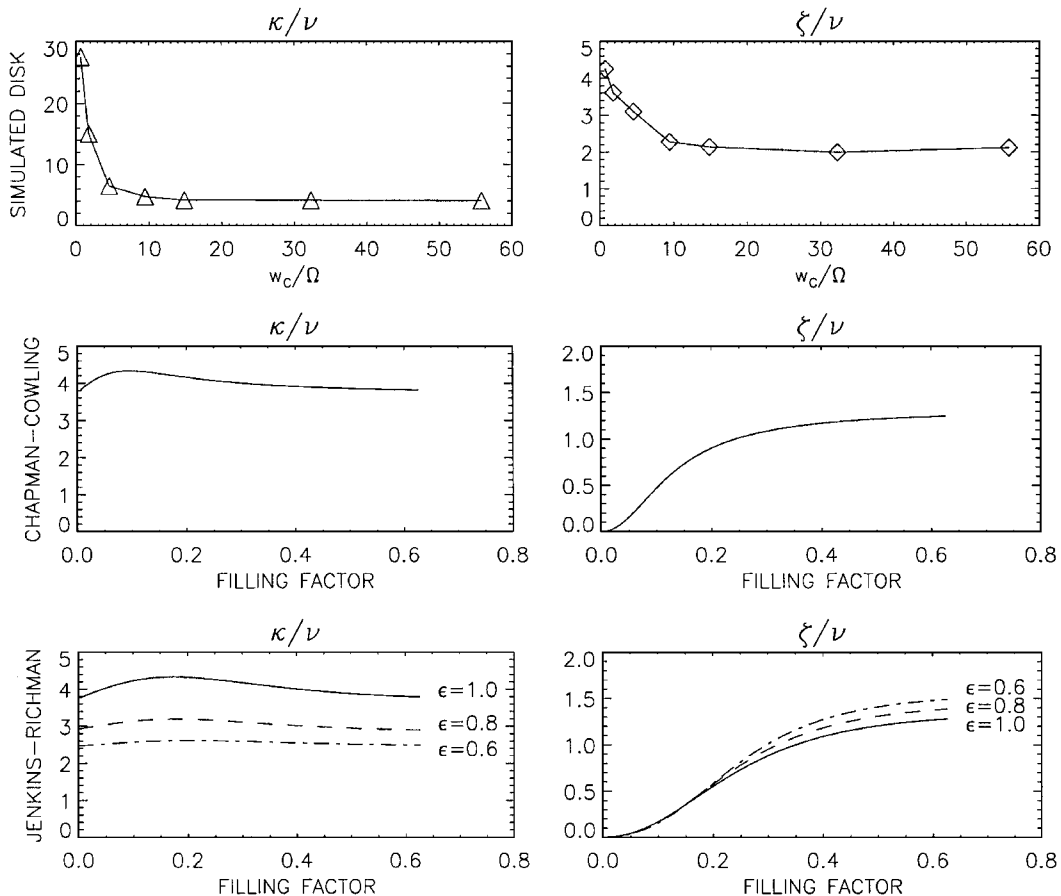 κ/ν
SIMULATED DISK
30
20
10
0
0 10 20 30 40 50 60
w_c/Ω
ζ/ν
5
4
3
2
1
0
0 10 20 30 40 50 60
w_c/Ω
κ/ν
CHAPMAN–COWLING
5
4
3
2
1
0
0.0 0.2 0.4 0.6 0.8
FILLING FACTOR
ζ/ν
2.0
1.5
1.0
0.5
0.0
0.0 0.2 0.4 0.6 0.8
FILLING FACTOR
κ/ν
JENKINS–RICHMAN
5
4
3
2
1
0
ϵ=1.0
ϵ=0.8
ϵ=0.6
0.0 0.2 0.4 0.6 0.8
FILLING FACTOR
ζ/ν
2.0
1.5
1.0
0.5
0.0
ϵ=0.6
ϵ=0.8
ϵ=1.0
0.0 0.2 0.4 0.6 0.8
FILLING FACTOR